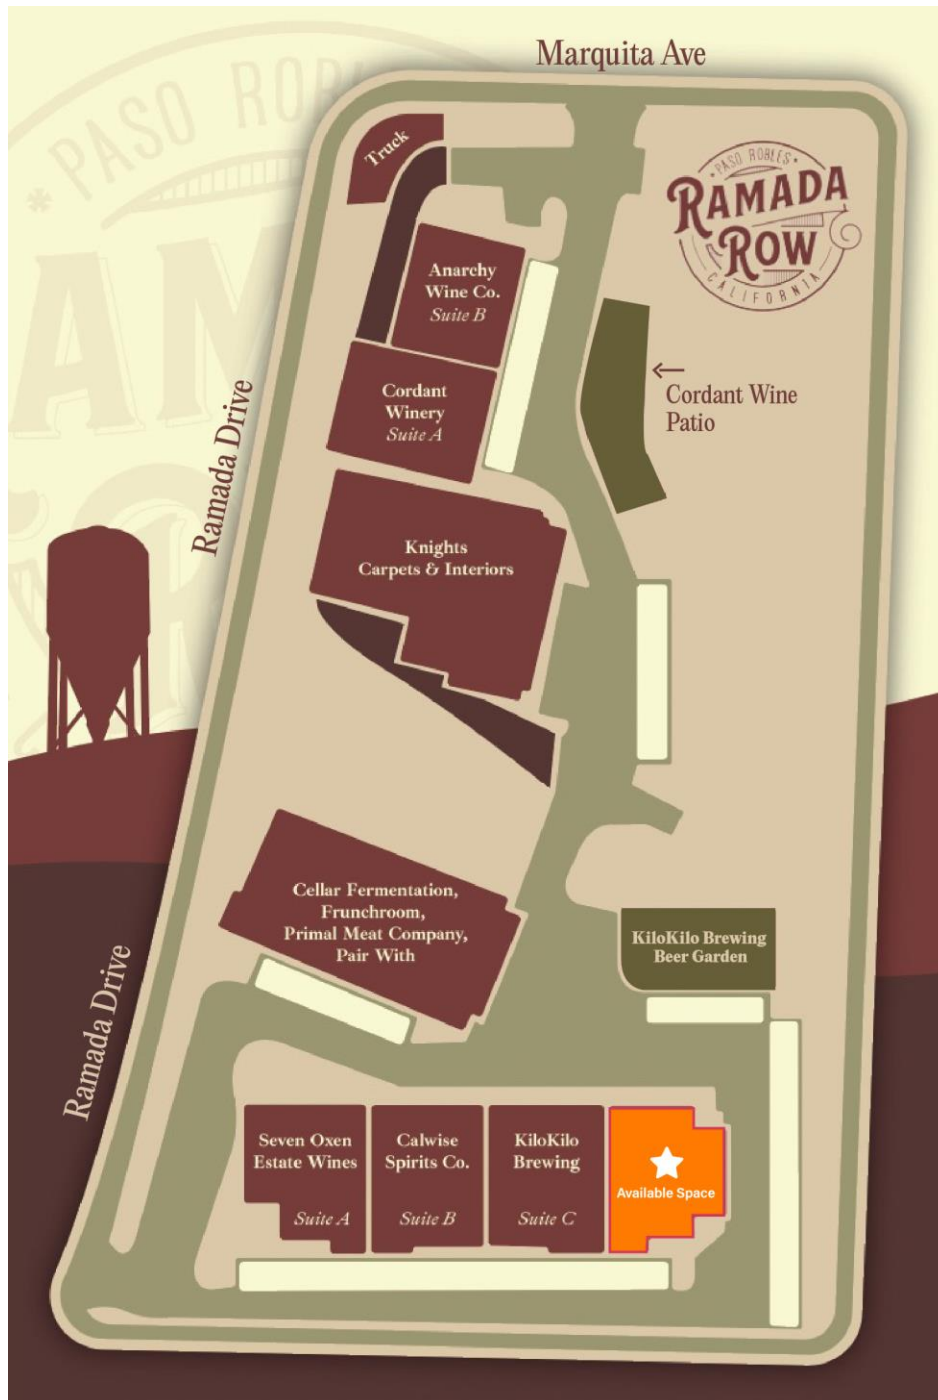 Marquita Ave
PASO ROBLES
Truck
PASO ROBLES
RAMADA
ROW
CALIFORNIA
Anarchy
Wine Co.
Suite B
Cordant Wine
Patio
Cordant
Winery
Suite A
Ramada Drive
Knights
Carpets & Interiors
Cellar Fermentation,
Frunchroom,
Primal Meat Company,
Pair With
KiloKilo Brewing
Beer Garden
Ramada Drive
Seven Oxen
Estate Wines
Suite A
Calwise
Spirits Co.
Suite B
KiloKilo
Brewing
Suite C
Available Space